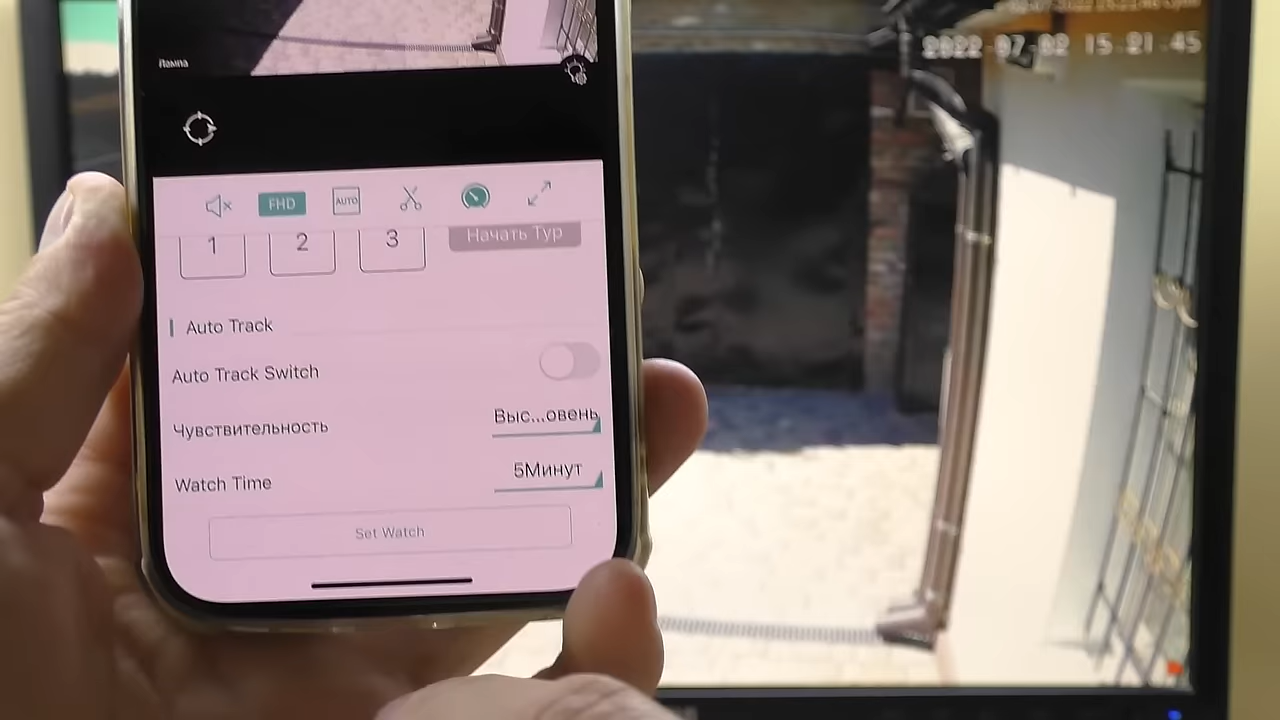 2022-07-02 15:21:45
Лампа
FHD
AUTO
1 2 3 Начать Тур
Auto Track
Auto Track Switch
Чувствительность Выс...овень
Watch Time 5Минут
Set Watch